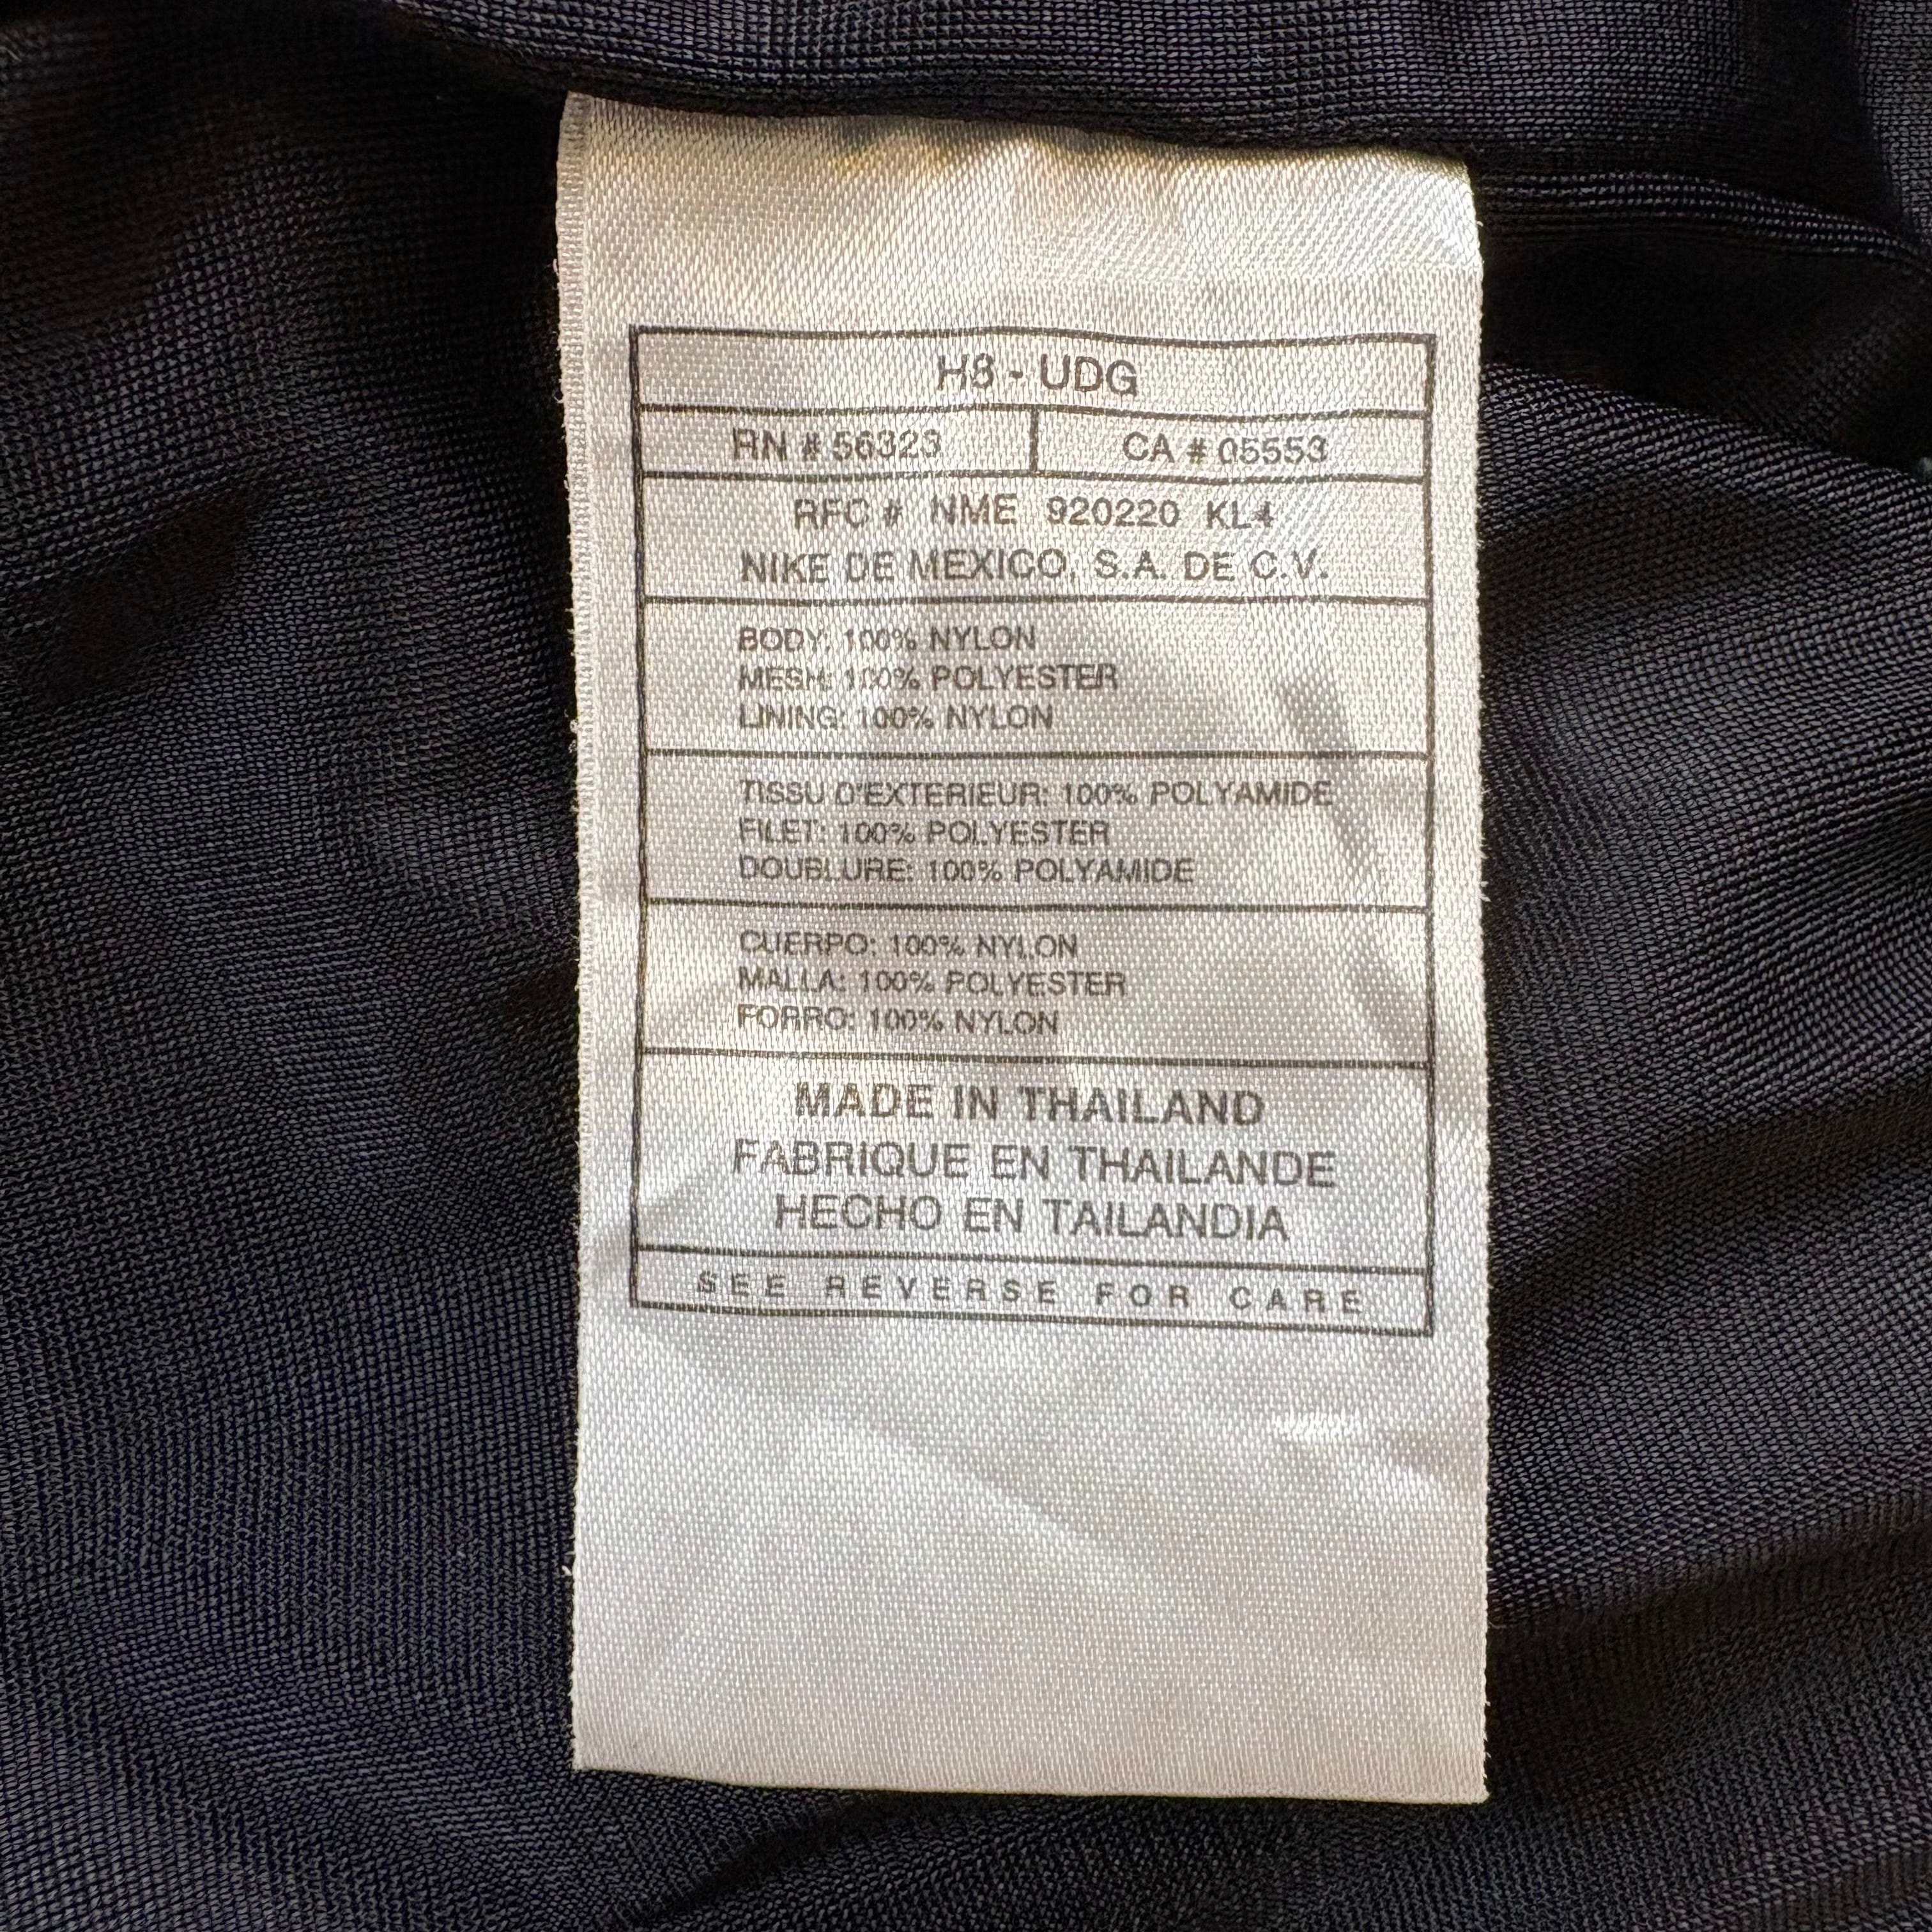 H8 - UDG
RN # 56323 CA # 05553
RFC # NME 920220 KL4
NIKE DE MEXICO, S.A. DE C.V.
BODY: 100% NYLON
MESH: 100% POLYESTER
LINING: 100% NYLON
TISSU D'EXTERIEUR: 100% POLYAMIDE
FILET: 100% POLYESTER
DOUBLURE: 100% POLYAMIDE
CUERPO: 100% NYLON
MALLA: 100% POLYESTER
FORRO: 100% NYLON
MADE IN THAILAND
FABRIQUE EN THAILANDE
HECHO EN TAILANDIA
SEE REVERSE FOR CARE